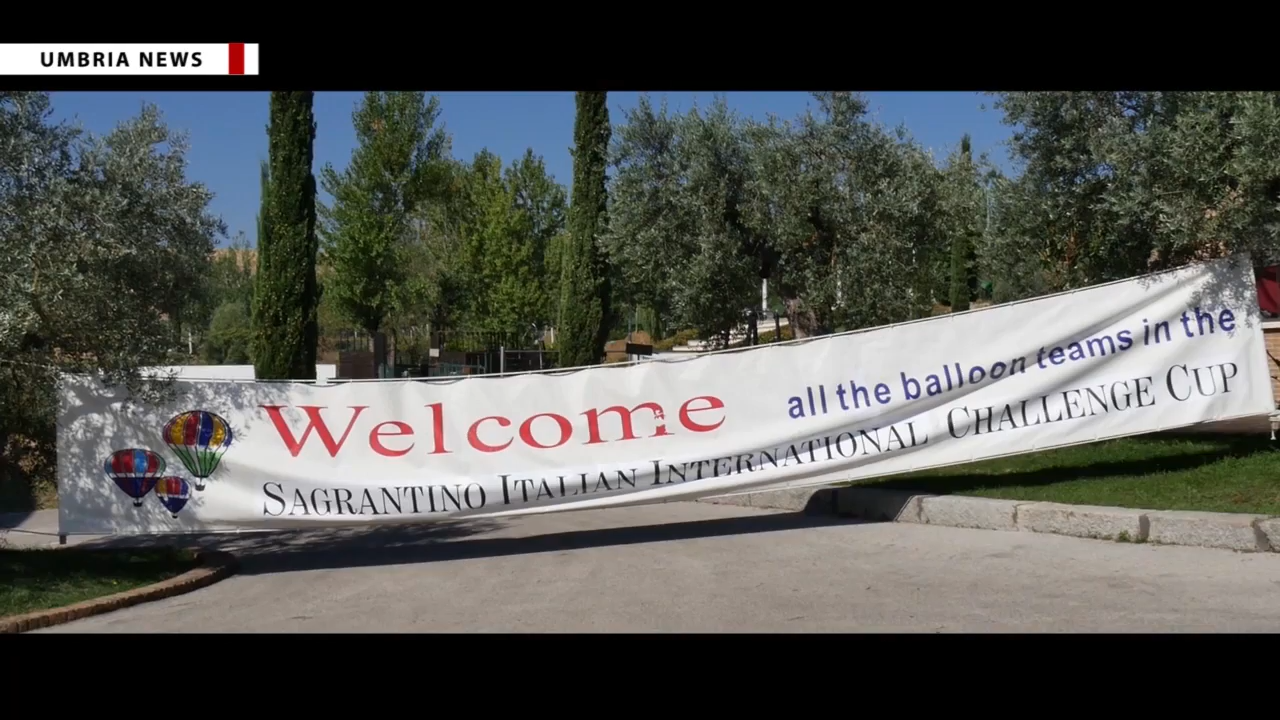 UMBRIA NEWS
Welcome all the balloon teams in the
SAGRANTINO ITALIAN INTERNATIONAL CHALLENGE CUP